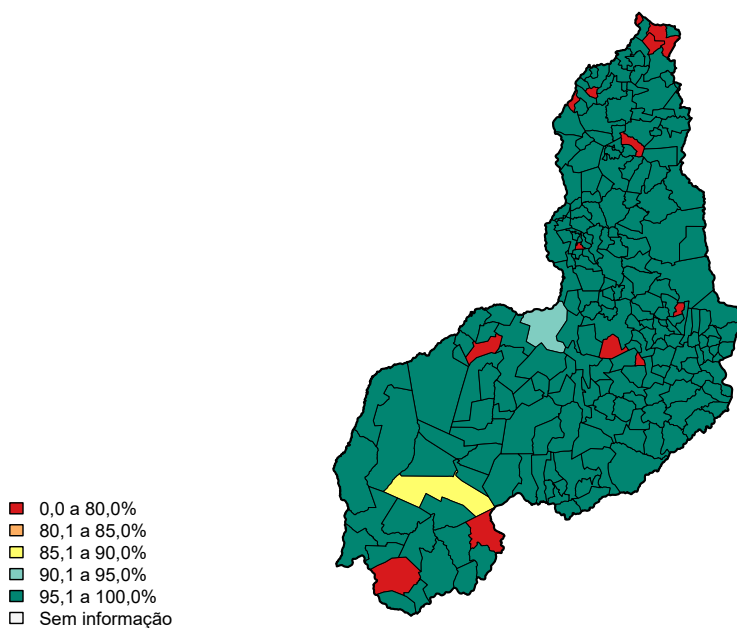 0,0 a 80,0%
80,1 a 85,0%
85,1 a 90,0%
90,1 a 95,0%
95,1 a 100,0%
Sem informação